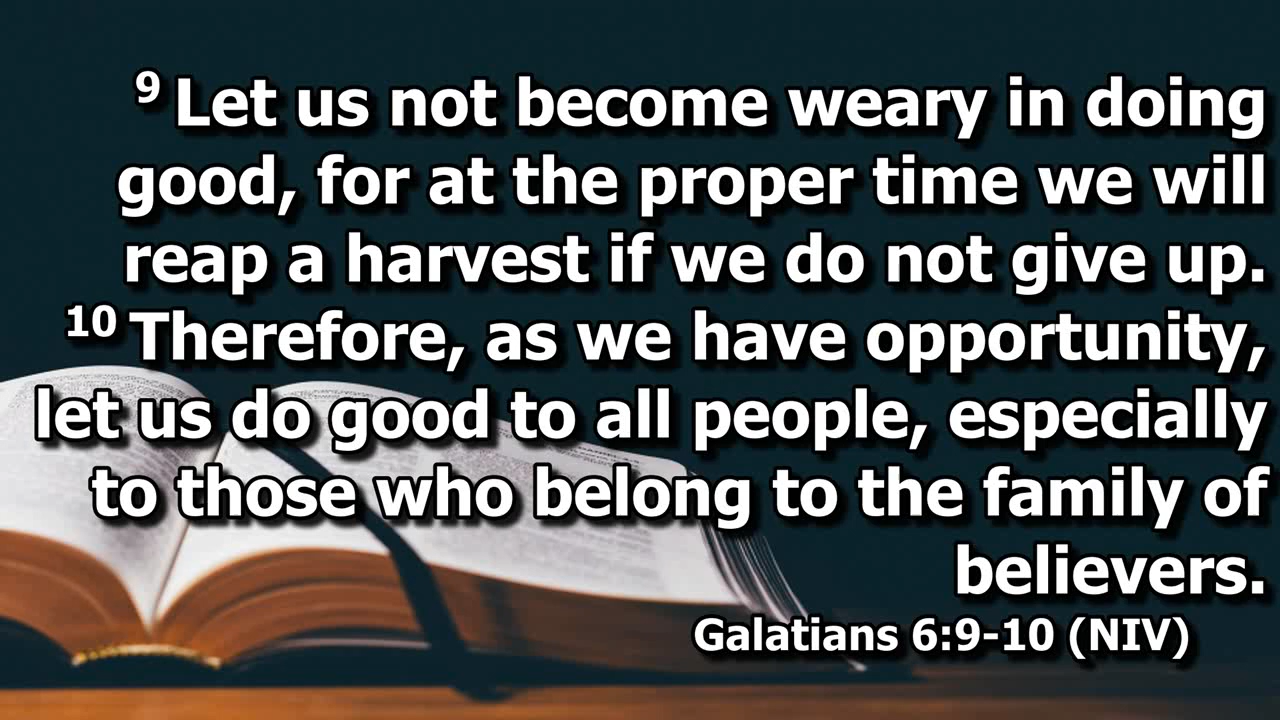 9 Let us not become weary in doing
good, for at the proper time we will
reap a harvest if we do not give up.
10 Therefore, as we have opportunity,
let us do good to all people, especially
to those who belong to the family of
believers.
Galatians 6:9-10 (NIV)